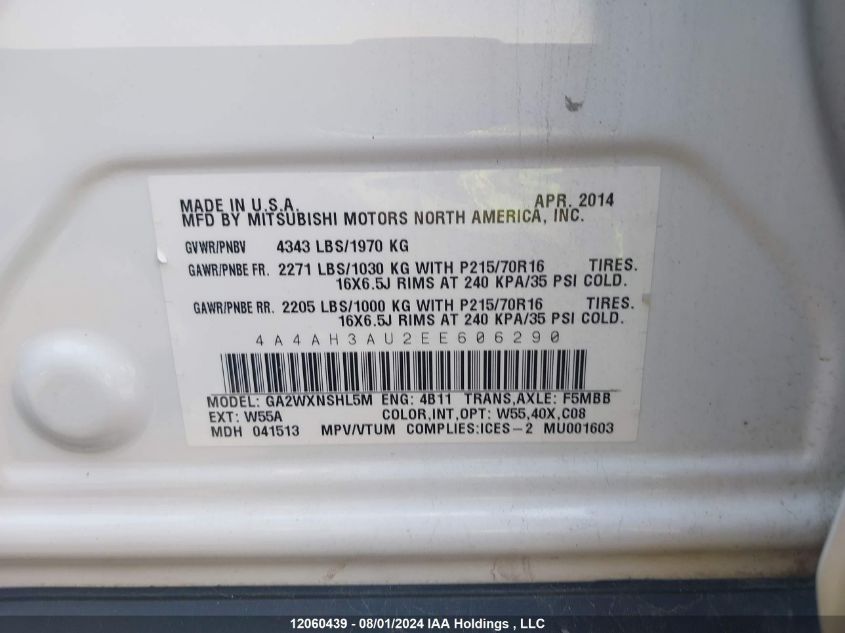 MADE IN U.S.A. APR. 2014
MFD BY MITSUBISHI MOTORS NORTH AMERICA, INC.
GVWR/PNBV 4343 LBS/1970 KG
GAWR/PNBE FR. 2271 LBS/1030 KG WITH P215/70R16 TIRES.
16X6.5J RIMS AT 240 KPA/35 PSI COLD.
GAWR/PNBE RR. 2205 LBS/1000 KG WITH P215/70R16 TIRES.
16X6.5J RIMS AT 240 KPA/35 PSI COLD.
4A4AH3AU2EE606290
MODEL: GA2WXNSHL5M ENG: 4B11 TRANS,AXLE: F5MBB
EXT: W55A COLOR,INT,OPT: W55,40X,C08
MDH 041513 MPV/VTUM COMPLIES:ICES-2 MU001603
12060439 - 08/01/2024 IAA Holdings , LLC